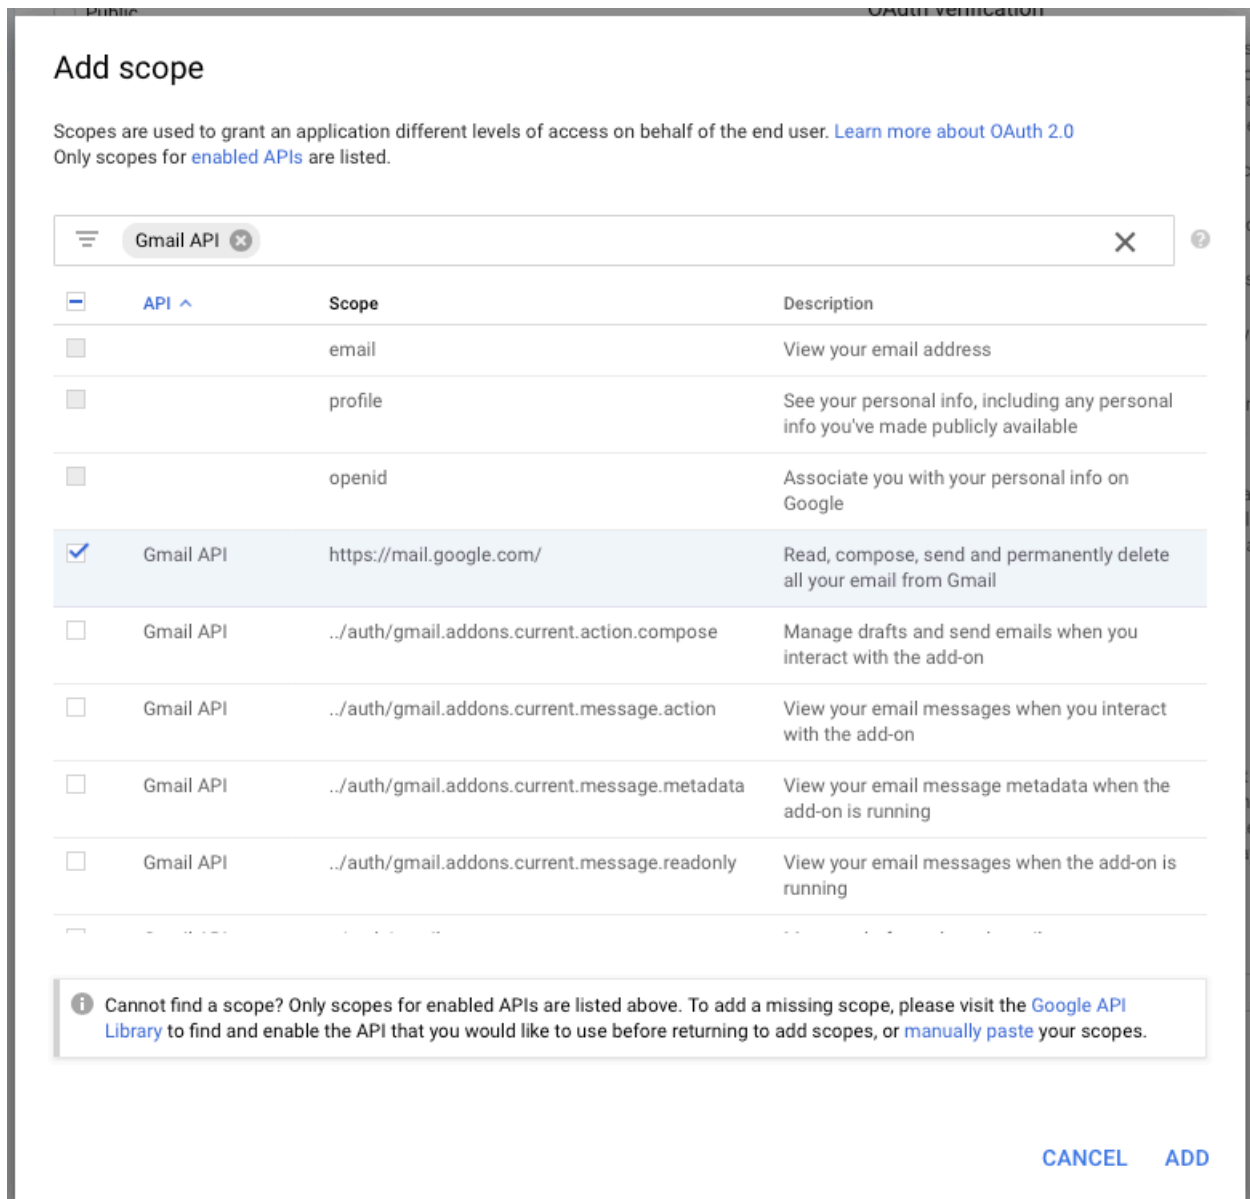 Public
OAuth verification
Add scope
Scopes are used to grant an application different levels of access on behalf of the end user. Learn more about OAuth 2.0
Only scopes for enabled APIs are listed.
Gmail API
API Scope Description
email View your email address
profile See your personal info, including any personal
info you've made publicly available
openid Associate you with your personal info on
Google
Gmail API https://mail.google.com/ Read, compose, send and permanently delete
all your email from Gmail
Gmail API ../auth/gmail.addons.current.action.compose Manage drafts and send emails when you
interact with the add-on
Gmail API ../auth/gmail.addons.current.message.action View your email messages when you interact
with the add-on
Gmail API ../auth/gmail.addons.current.message.metadata View your email message metadata when the
add-on is running
Gmail API ../auth/gmail.addons.current.message.readonly View your email messages when the add-on is
running
Cannot find a scope? Only scopes for enabled APIs are listed above. To add a missing scope, please visit the Google API
Library to find and enable the API that you would like to use before returning to add scopes, or manually paste your scopes.
CANCEL ADD